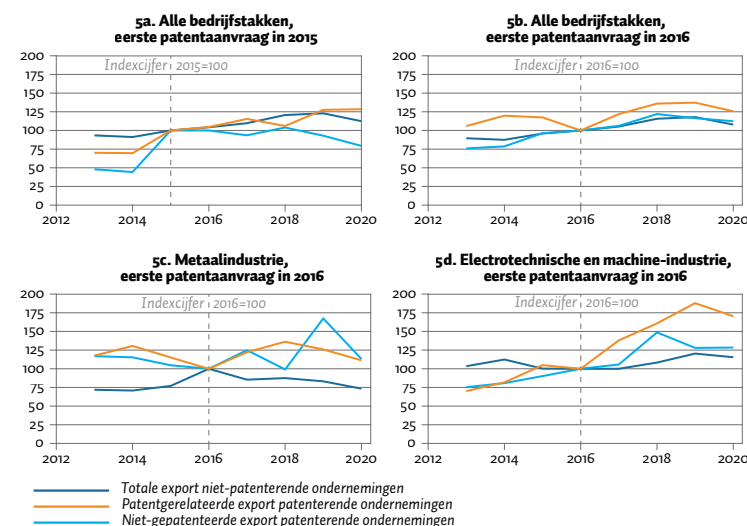 5a. Alle bedrijfstakken,
eerste patentaanvraag in 2015
200
175
150
125
100
75
50
25
0
Indexcijfer 2015=100
2012 2014 2016 2018 2020
5b. Alle bedrijfstakken,
eerste patentaanvraag in 2016
200
175
150
125
100
75
50
25
0
Indexcijfer 2016=100
2012 2014 2016 2018 2020
5c. Metaalindustrie,
eerste patentaanvraag in 2016
200
175
150
125
100
75
50
25
0
Indexcijfer 2016=100
2012 2014 2016 2018 2020
5d. Electrotechnische en machine-industrie,
eerste patentaanvraag in 2016
200
175
150
125
100
75
50
25
0
Indexcijfer 2016=100
2012 2014 2016 2018 2020
Totale export niet-patenterende ondernemingen
Patentgerelateerde export patenterende ondernemingen
Niet-gepatenteerde export patenterende ondernemingen